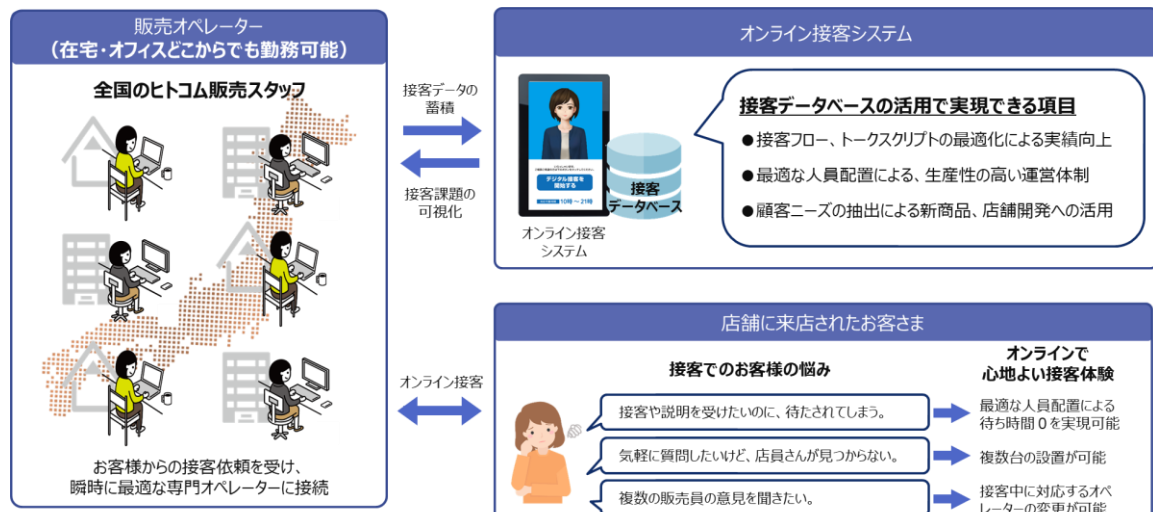 販売オペレーター
(在宅・オフィスどこからでも勤務可能)
全国のヒトコム販売スタッフ
お客様からの接客依頼を受け、
瞬時に最適な専門オペレーターに接続
接客データの
蓄積
接客課題の
可視化
オンライン接客
オンライン接客システム
デジタル接客を
開始する
10時~21時
接客
データベース
オンライン接客
システム
接客データベースの活用で実現できる項目
●接客フロー、トークスクリプトの最適化による実績向上
●最適な人員配置による、生産性の高い運営体制
●顧客ニーズの抽出による新商品、店舗開発への活用
店舗に来店されたお客さま
接客でのお客様の悩み
オンラインで
心地よい接客体験
接客や説明を受けたいのに、待たされてしまう。
最適な人員配置による
待ち時間0を実現可能
気軽に質問したいけど、店員さんが見つからない。
複数台の設置が可能
複数の販売員の意見を聞きたい。
接客中に対応するオペ
レーターの変更が可能